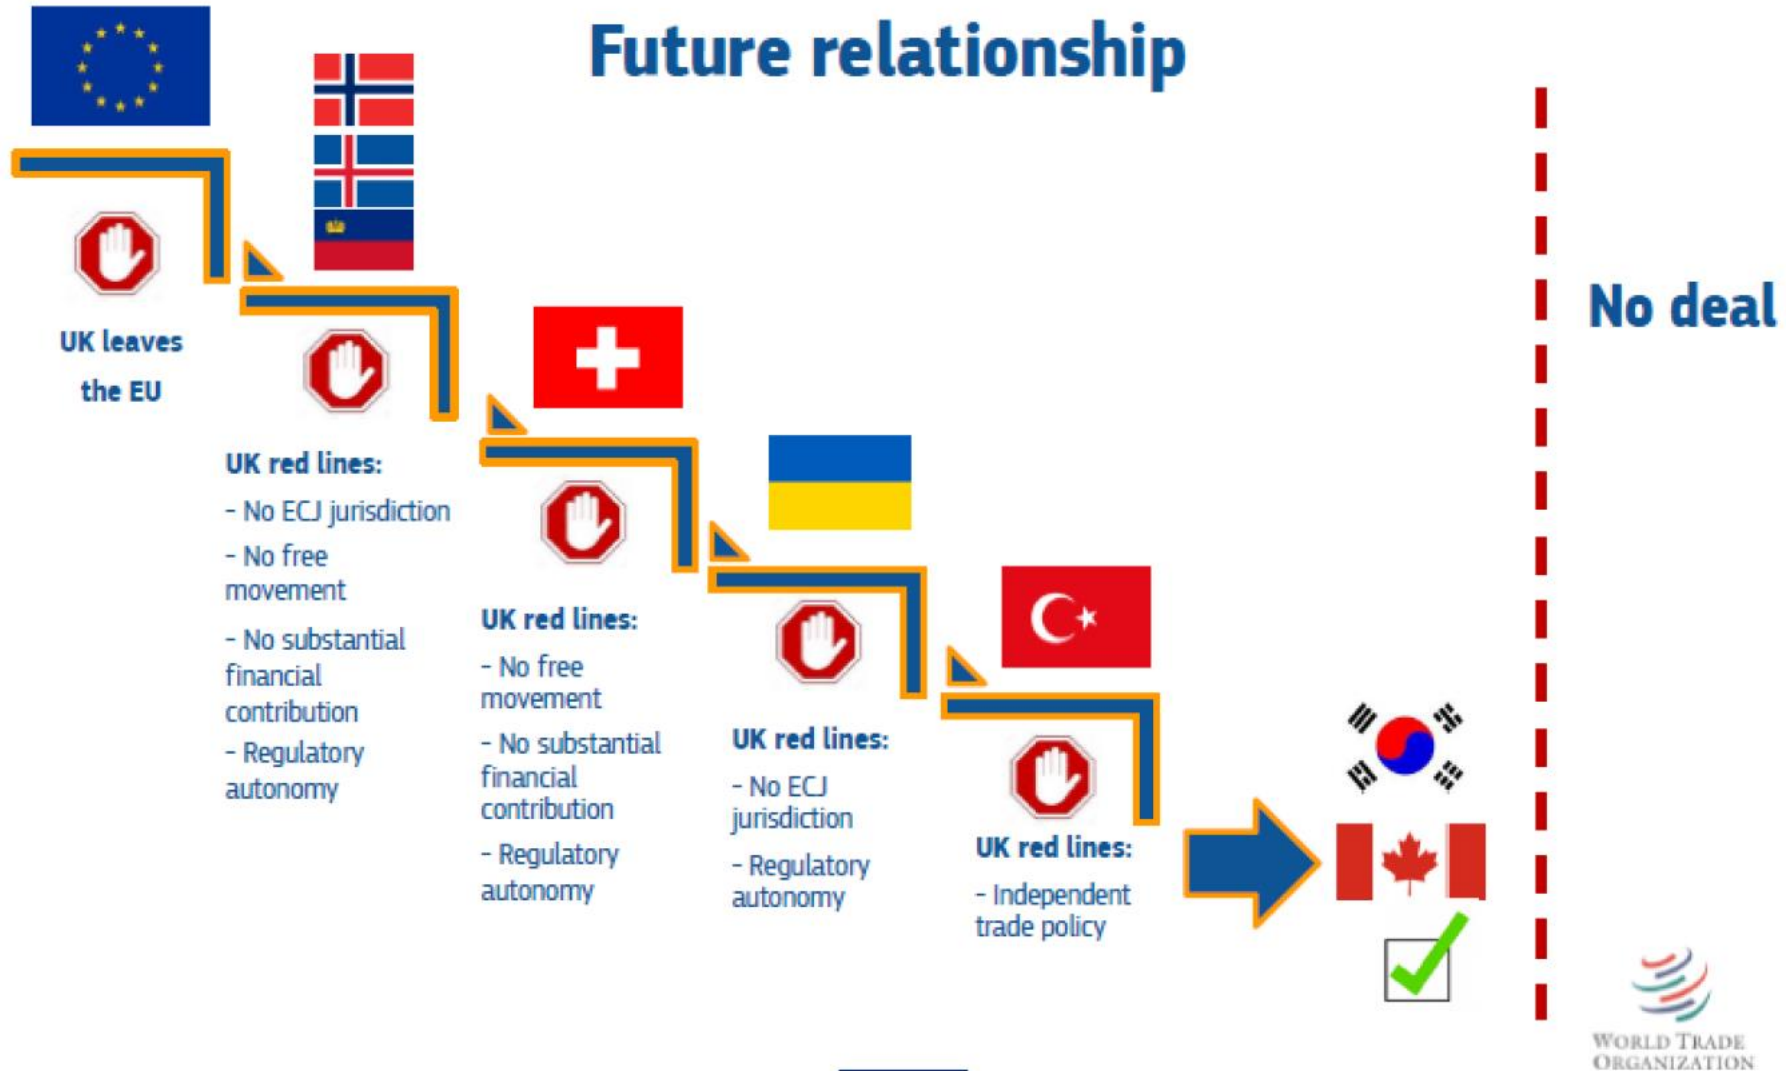 Future relationship
No deal
UK leaves
the EU
UK red lines:
- No ECJ jurisdiction
- No free
movement
- No substantial
financial
contribution
- Regulatory
autonomy
UK red lines:
- No free
movement
- No substantial
financial
contribution
- Regulatory
autonomy
UK red lines:
- No ECJ
jurisdiction
- Regulatory
autonomy
UK red lines:
- Independent
trade policy
WORLD TRADE
ORGANIZATION